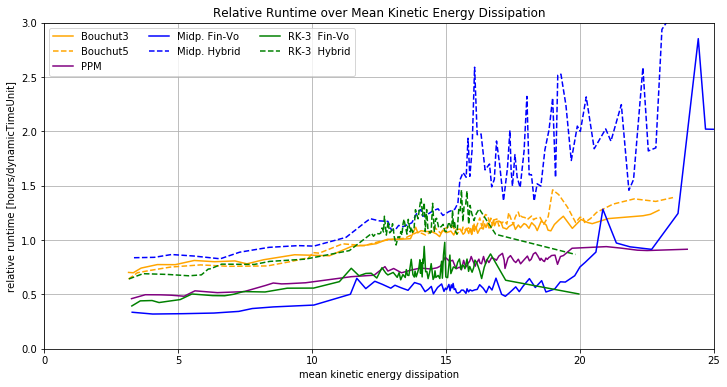 Relative Runtime over Mean Kinetic Energy Dissipation
Bouchut3
Bouchut5
PPM
Midp. Fin-Vo
Midp. Hybrid
RK-3 Fin-Vo
RK-3 Hybrid
relative runtime [hours/dynamicTimeUnit]
3.0
2.5
2.0
1.5
1.0
0.5
0.0
0 5 10 15 20 25
mean kinetic energy dissipation